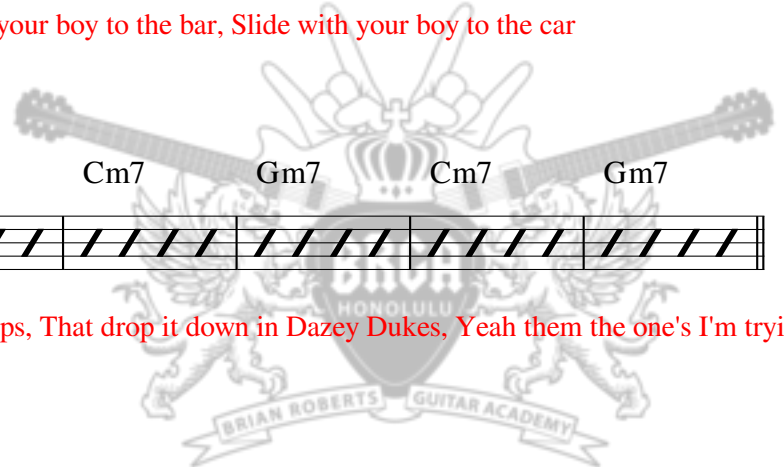 your boy to the bar, Slide with your boy to the car
Cm7 Gm7 Cm7 Gm7
BRGA
HONOLULU
ps, That drop it down in Dazey Dukes, Yeah them the one's I'm tryi
BRIAN ROBERTS GUITAR ACADEMY